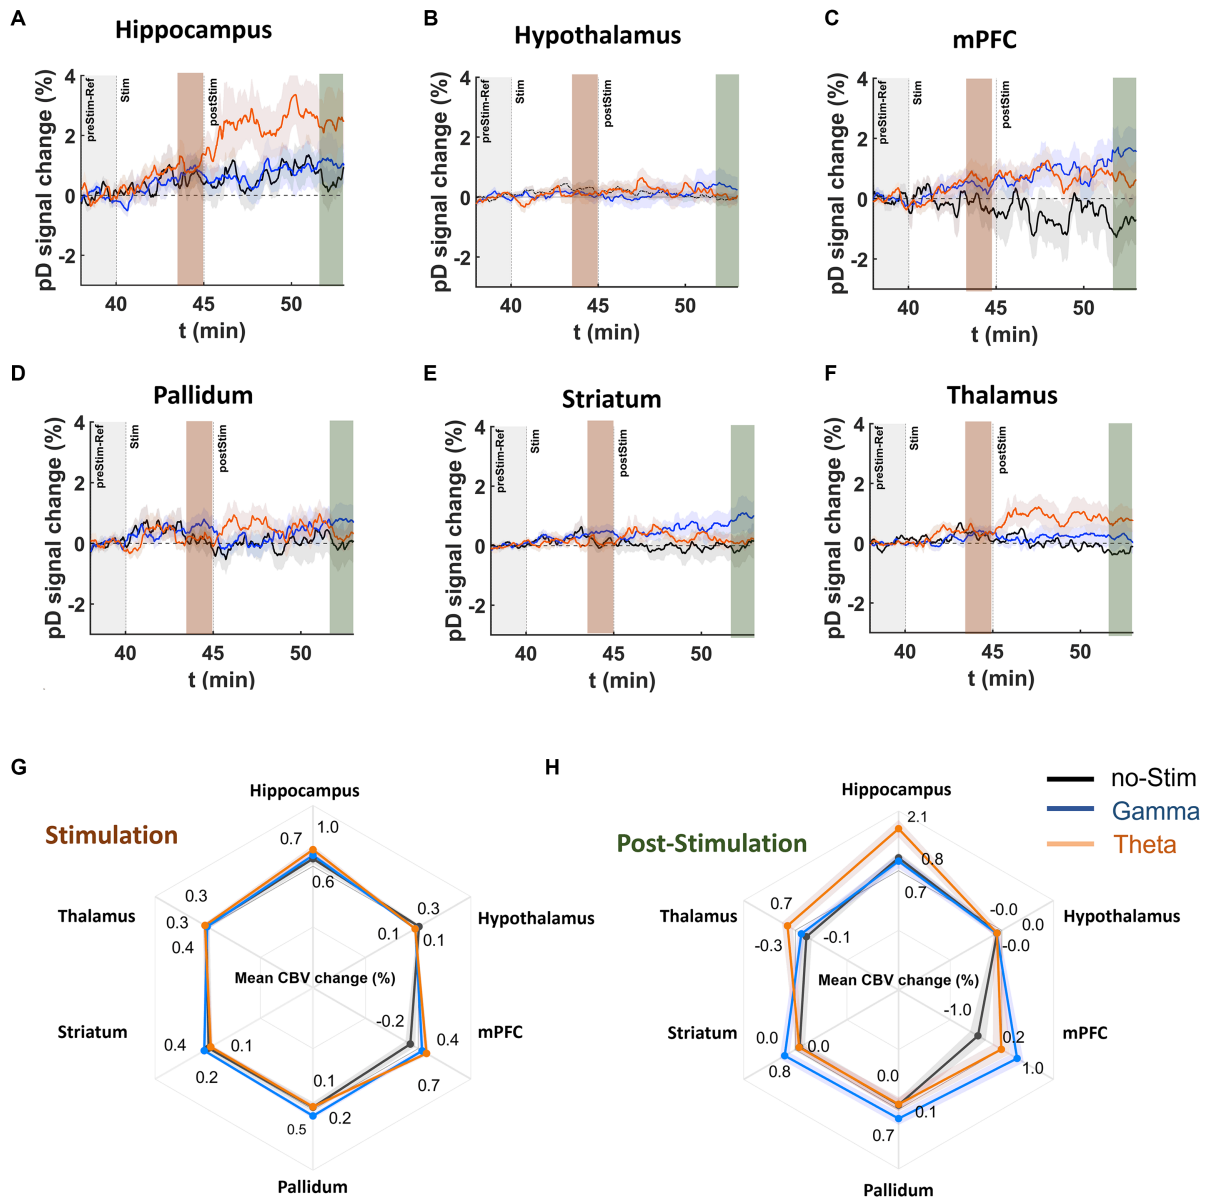 A
Hippocampus
pD signal change (%)
4
2
0
-2
preStim-Ref
Stim
postStim
40
45
50
t (min)
B
Hypothalamus
pD signal change (%)
4
2
0
-2
preStim-Ref
Stim
postStim
40
45
50
t (min)
C
mPFC
pD signal change (%)
4
2
0
-2
preStim-Ref
Stim
postStim
40
45
50
t (min)
D
Pallidum
pD signal change (%)
4
2
0
-2
preStim-Ref
Stim
postStim
40
45
50
t (min)
E
Striatum
pD signal change (%)
4
2
0
-2
preStim-Ref
Stim
postStim
40
45
50
t (min)
F
Thalamus
pD signal change (%)
4
2
0
-2
preStim-Ref
Stim
postStim
40
45
50
t (min)
G
Stimulation
Hippocampus
1.0
0.7
0.6
Thalamus
0.3
0.3
0.4
Hypothalamus
0.3
0.1
0.1
Mean CBV change (%)
Striatum
0.4
0.1
0.2
mPFC
-0.2
0.4
0.7
0.1
0.2
0.5
Pallidum
H
Post-Stimulation
Hippocampus
2.1
0.8
0.7
Thalamus
0.7
-0.3
-0.1
Hypothalamus
-0.0
0.0
-0.0
Mean CBV change (%)
Striatum
0.0
0.0
0.8
mPFC
-1.0
0.2
1.0
0.0
0.1
0.7
Pallidum
no-Stim
Gamma
Theta